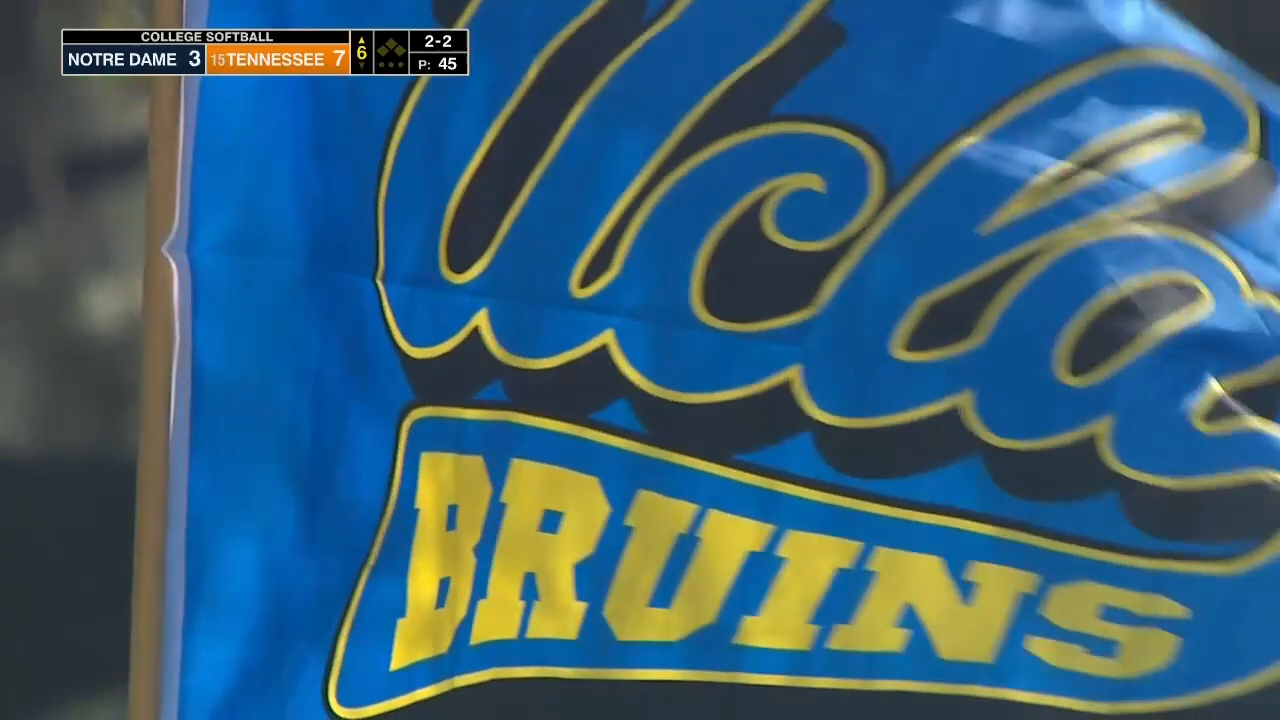 COLLEGE SOFTBALL
NOTRE DAME 3 15 TENNESSEE 7 6 2-2
P: 45
ucla
BRUINS